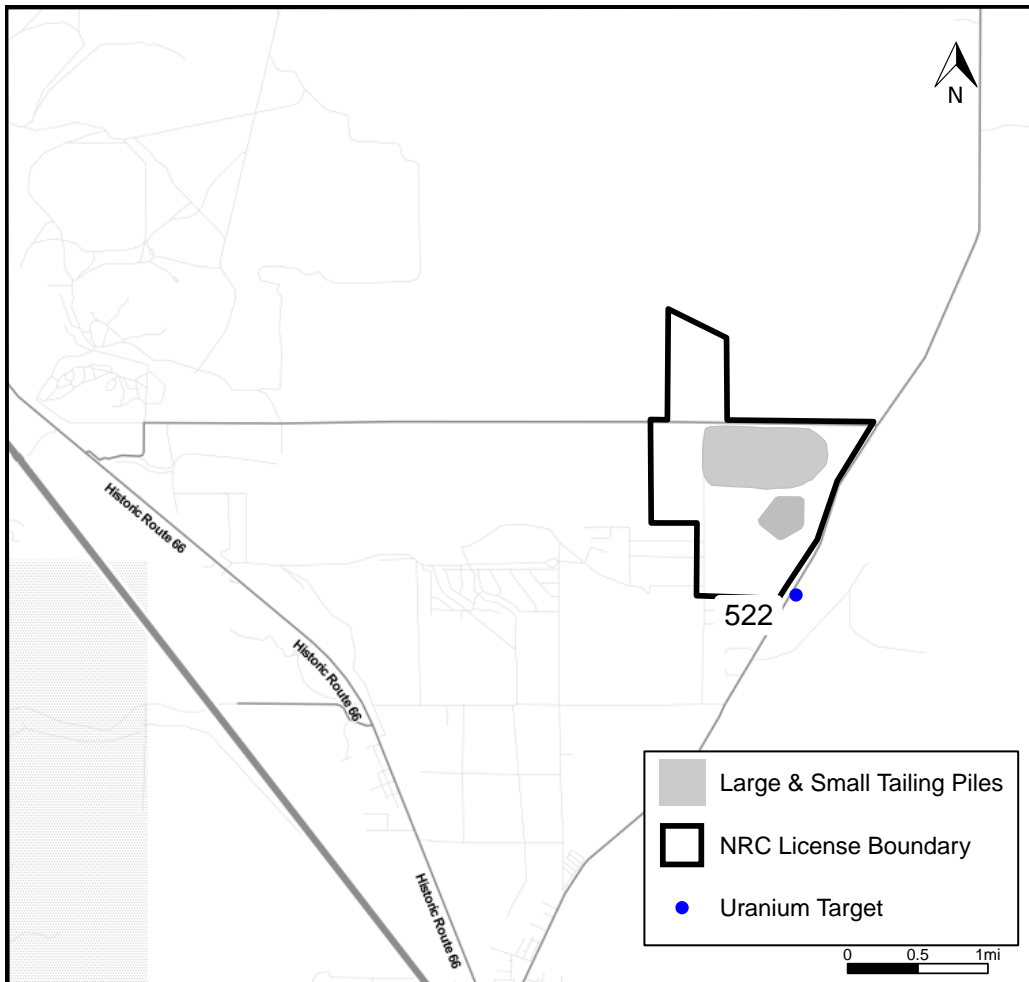 N
Historic Route 66
Historic Route 66
522
Large & Small Tailing Piles
NRC License Boundary
Uranium Target
Historic Route 66
0 0.5 1mi